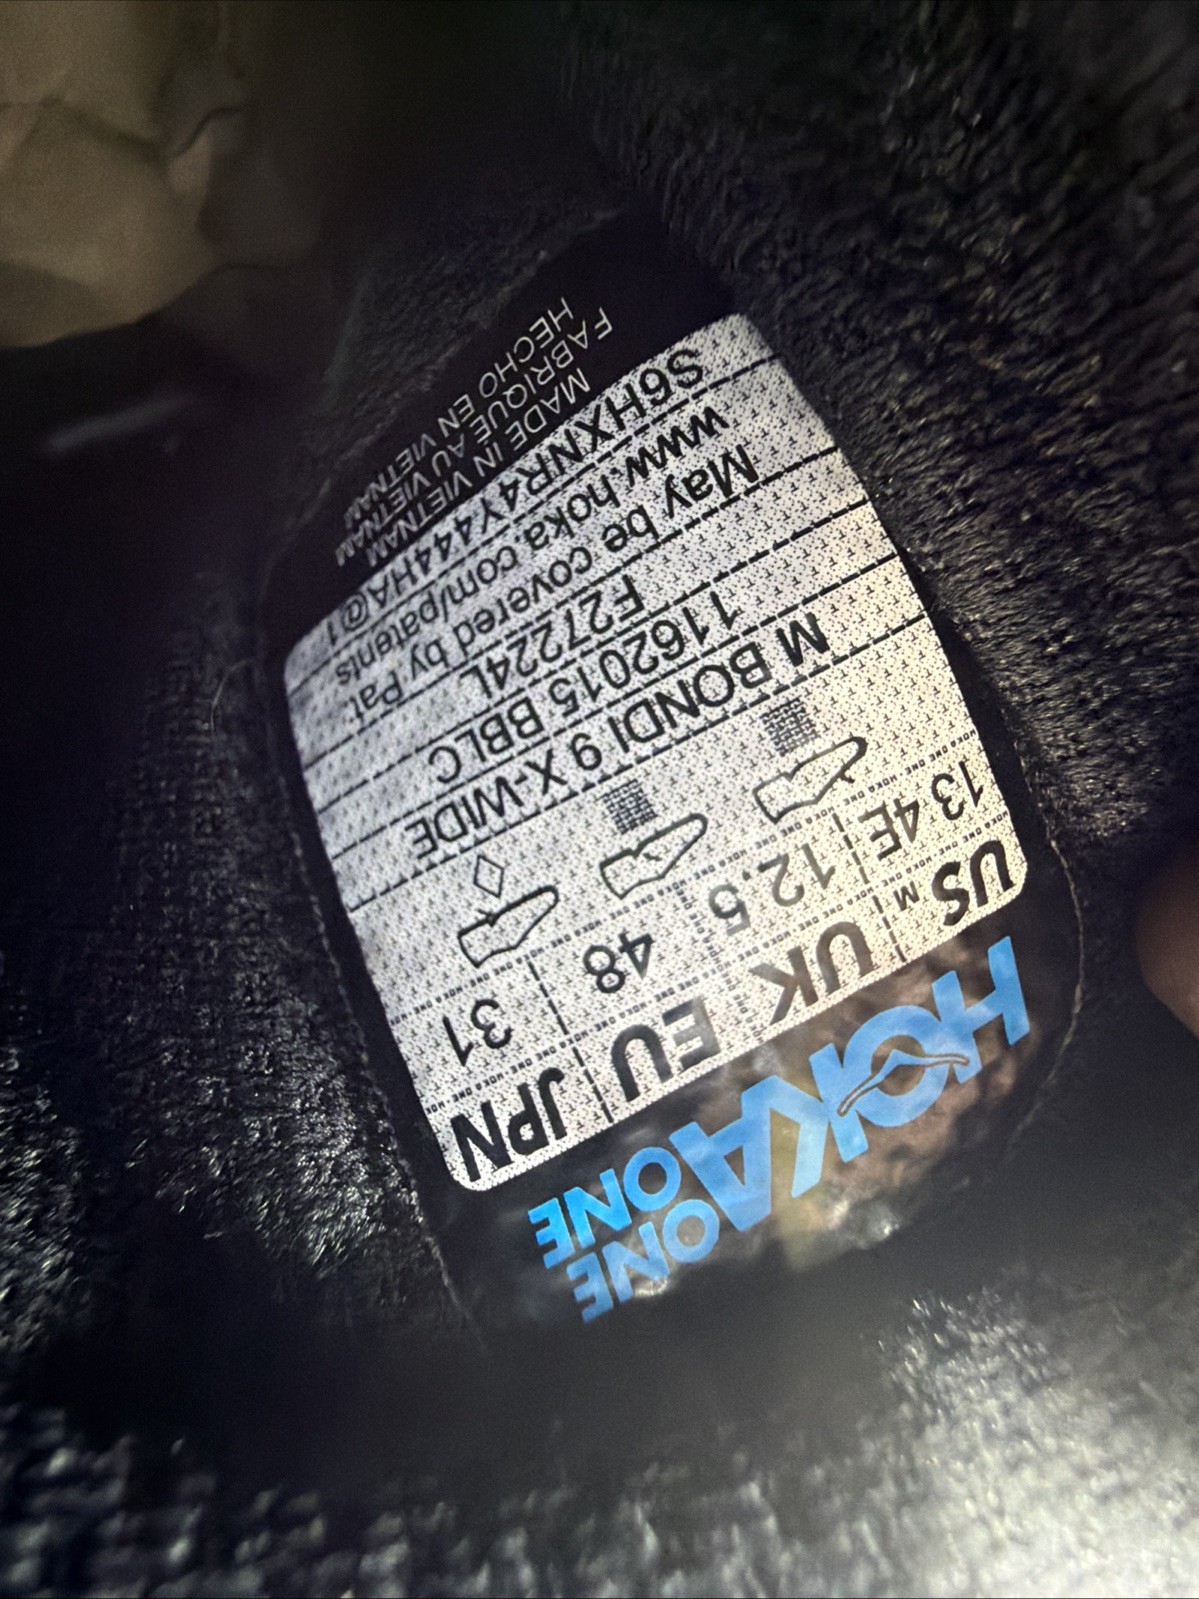 HOKA
ONE
ONE
US M UK EU JPN
13 4E 12.5 48 31
M BONDI 9 X-WIDE
1162015 BBLC
F27224L
May be covered by Pat
www.hoka.com/patents
S6HXNR4Y444HA@1
MADE IN VIETNAM
FABRIQUÉ AU VIETNAM
HECHO EN VIETNAM